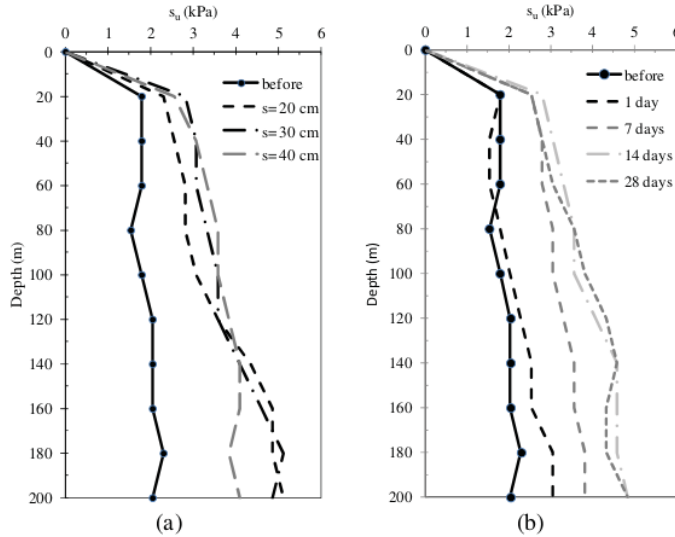 s_u (kPa)
0 1 2 3 4 5 6
0
20
40
60
80
100
120
140
160
180
200
Depth (m)
before
s=20 cm
s=30 cm
s=40 cm
(a)
s_u (kPa)
0 1 2 3 4 5 6
0
20
40
60
80
100
120
140
160
180
200
Depth (m)
before
1 day
7 days
14 days
28 days
(b)